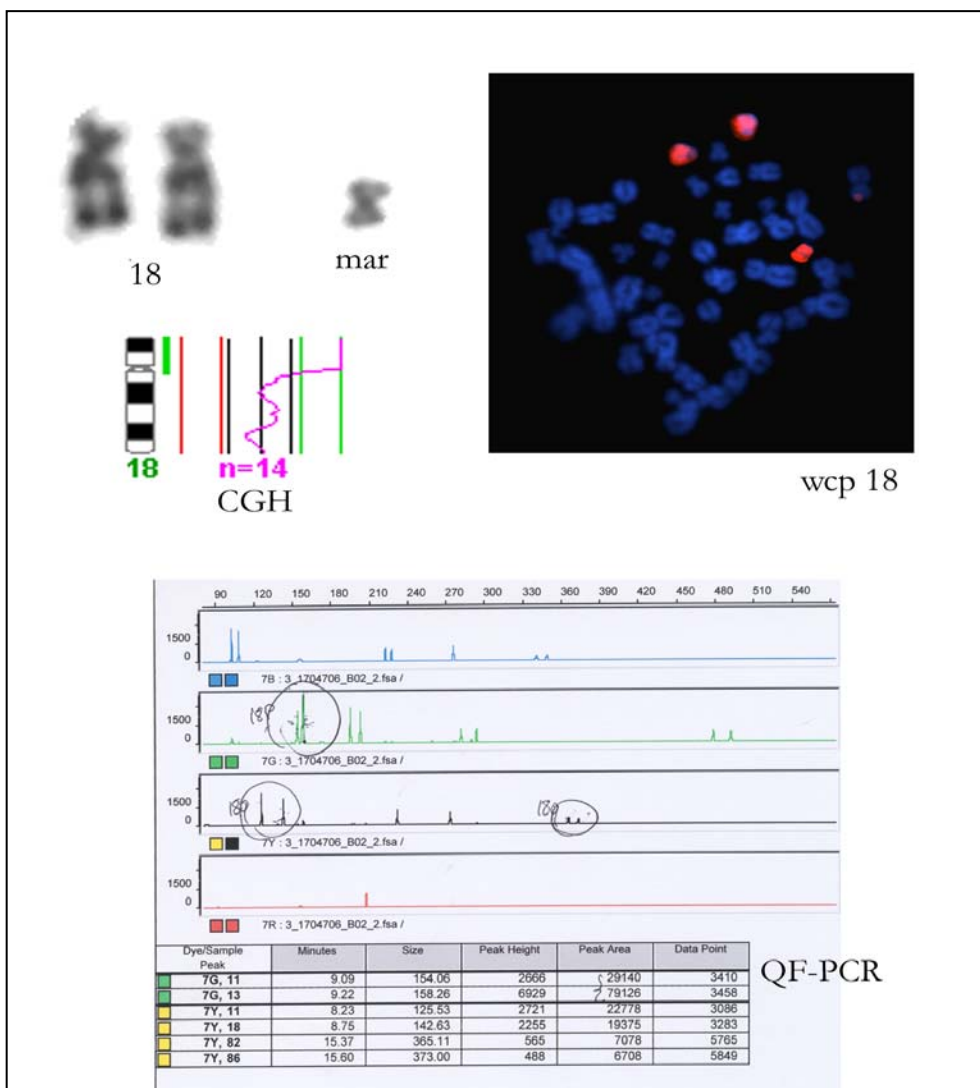 18
mar
18
n=14
CGH
wcp 18
90 120 150 180 210 240 270 300 330 360 390 420 450 480 510 540
1500
0
7B : 3_1704706_B02_2.fsa /
18p
1500
0
7G : 3_1704706_B02_2.fsa /
1500
18p
18q
0
7Y : 3_1704706_B02_2.fsa /
1500
0
7R : 3_1704706_B02_2.fsa /
Dye/Sample Peak Minutes Size Peak Height Peak Area Data Point
7G, 11 9.09 154.06 2666 29140 3410
7G, 13 9.22 158.26 6929 79126 3458
7Y, 11 8.23 125.53 2721 22778 3086
7Y, 18 8.75 142.63 2255 19375 3283
7Y, 82 15.37 365.11 565 7078 5765
7Y, 86 15.60 373.00 488 6708 5849
QF-PCR